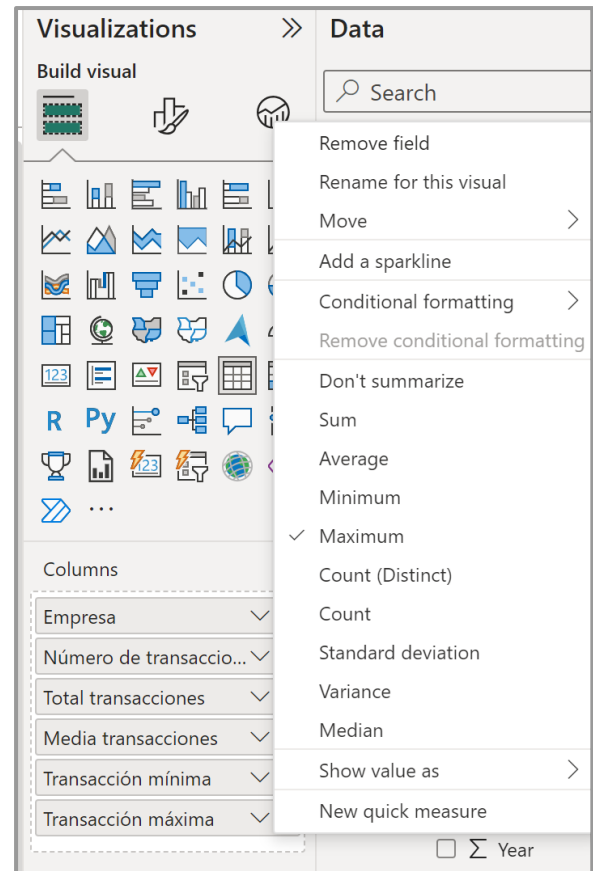 Visualizations
Data
Build visual
Search
Remove field
Rename for this visual
Move
Add a sparkline
Conditional formatting
Remove conditional formatting
Don't summarize
Sum
Average
Minimum
Maximum
Count (Distinct)
Count
Standard deviation
Variance
Median
Show value as
New quick measure
123
R
Py
123
...
Columns
Empresa
Número de transaccio...
Total transacciones
Media transacciones
Transacción mínima
Transacción máxima
Σ Year